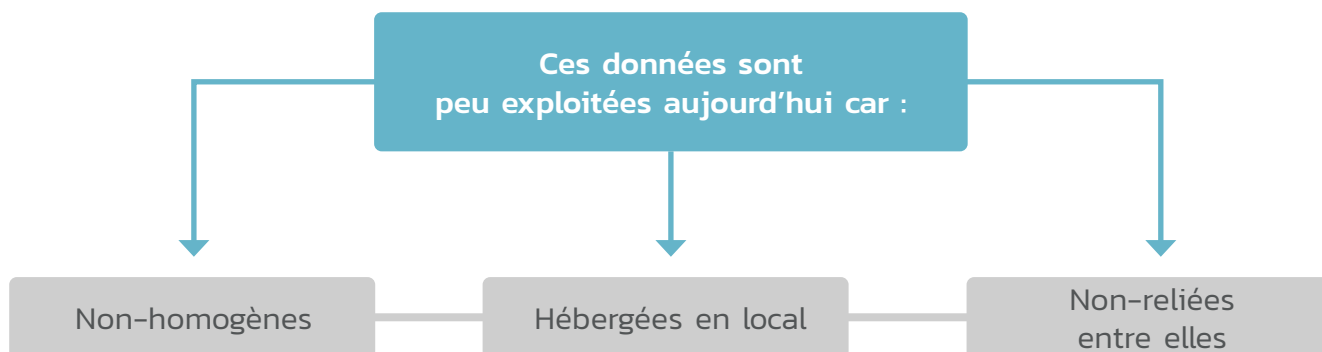 Ces données sont
peu exploitées aujourd’hui car :
Non-homogènes
Hébergées en local
Non-reliées
entre elles